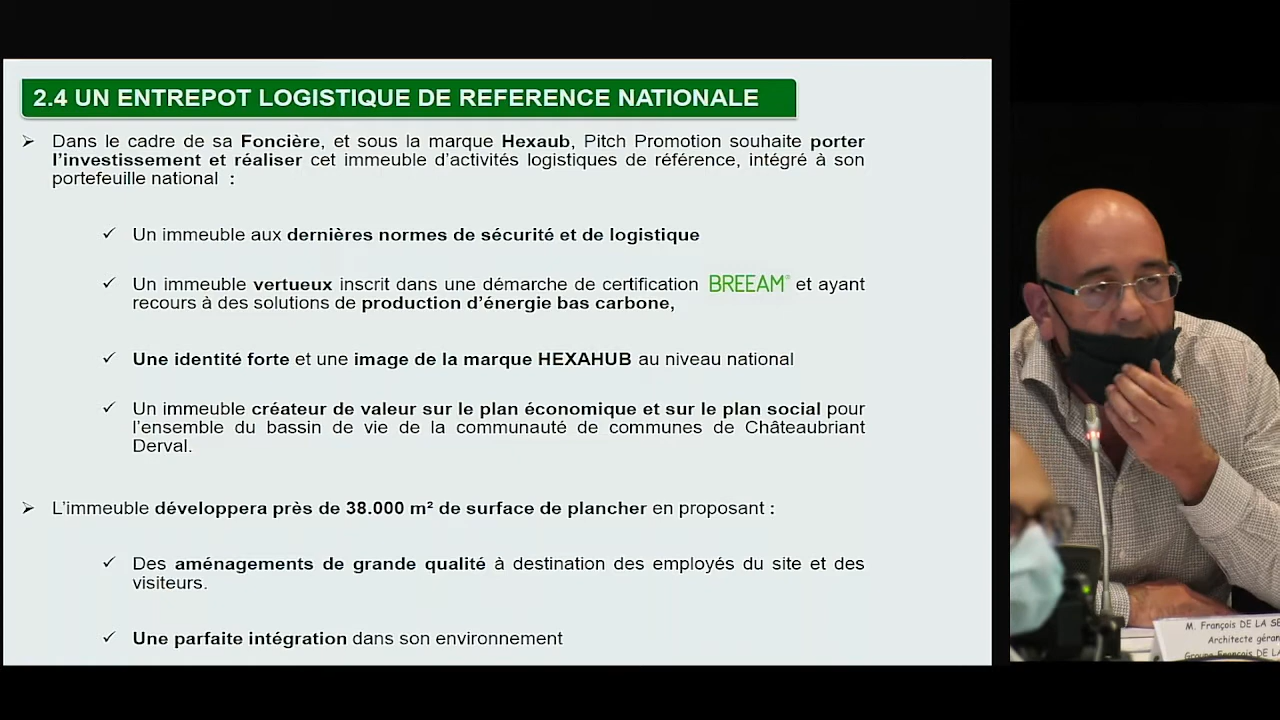 2.4 UN ENTREPOT LOGISTIQUE DE REFERENCE NATIONALE
Dans le cadre de sa Foncière, et sous la marque Hexaub, Pitch Promotion souhaite porter
l’investissement et réaliser cet immeuble d’activités logistiques de référence, intégré à son
portefeuille national :
Un immeuble aux dernières normes de sécurité et de logistique
Un immeuble vertueux inscrit dans une démarche de certification BREEAM® et ayant
recours à des solutions de production d’énergie bas carbone,
Une identité forte et une image de la marque HEXAHUB au niveau national
Un immeuble créateur de valeur sur le plan économique et sur le plan social pour
l’ensemble du bassin de vie de la communauté de communes de Châteaubriant
Derval.
L’immeuble développera près de 38.000 m² de surface de plancher en proposant :
Des aménagements de grande qualité à destination des employés du site et des
visiteurs.
Une parfaite intégration dans son environnement
M. François DE LA SE
Architecte géran
Groupe François DE LA